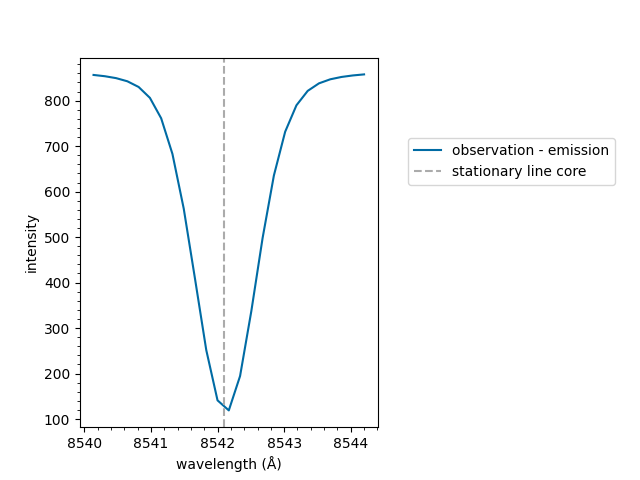 observation - emission
stationary line core
intensity
800
700
600
500
400
300
200
100
8540 8541 8542 8543 8544
wavelength (Å)